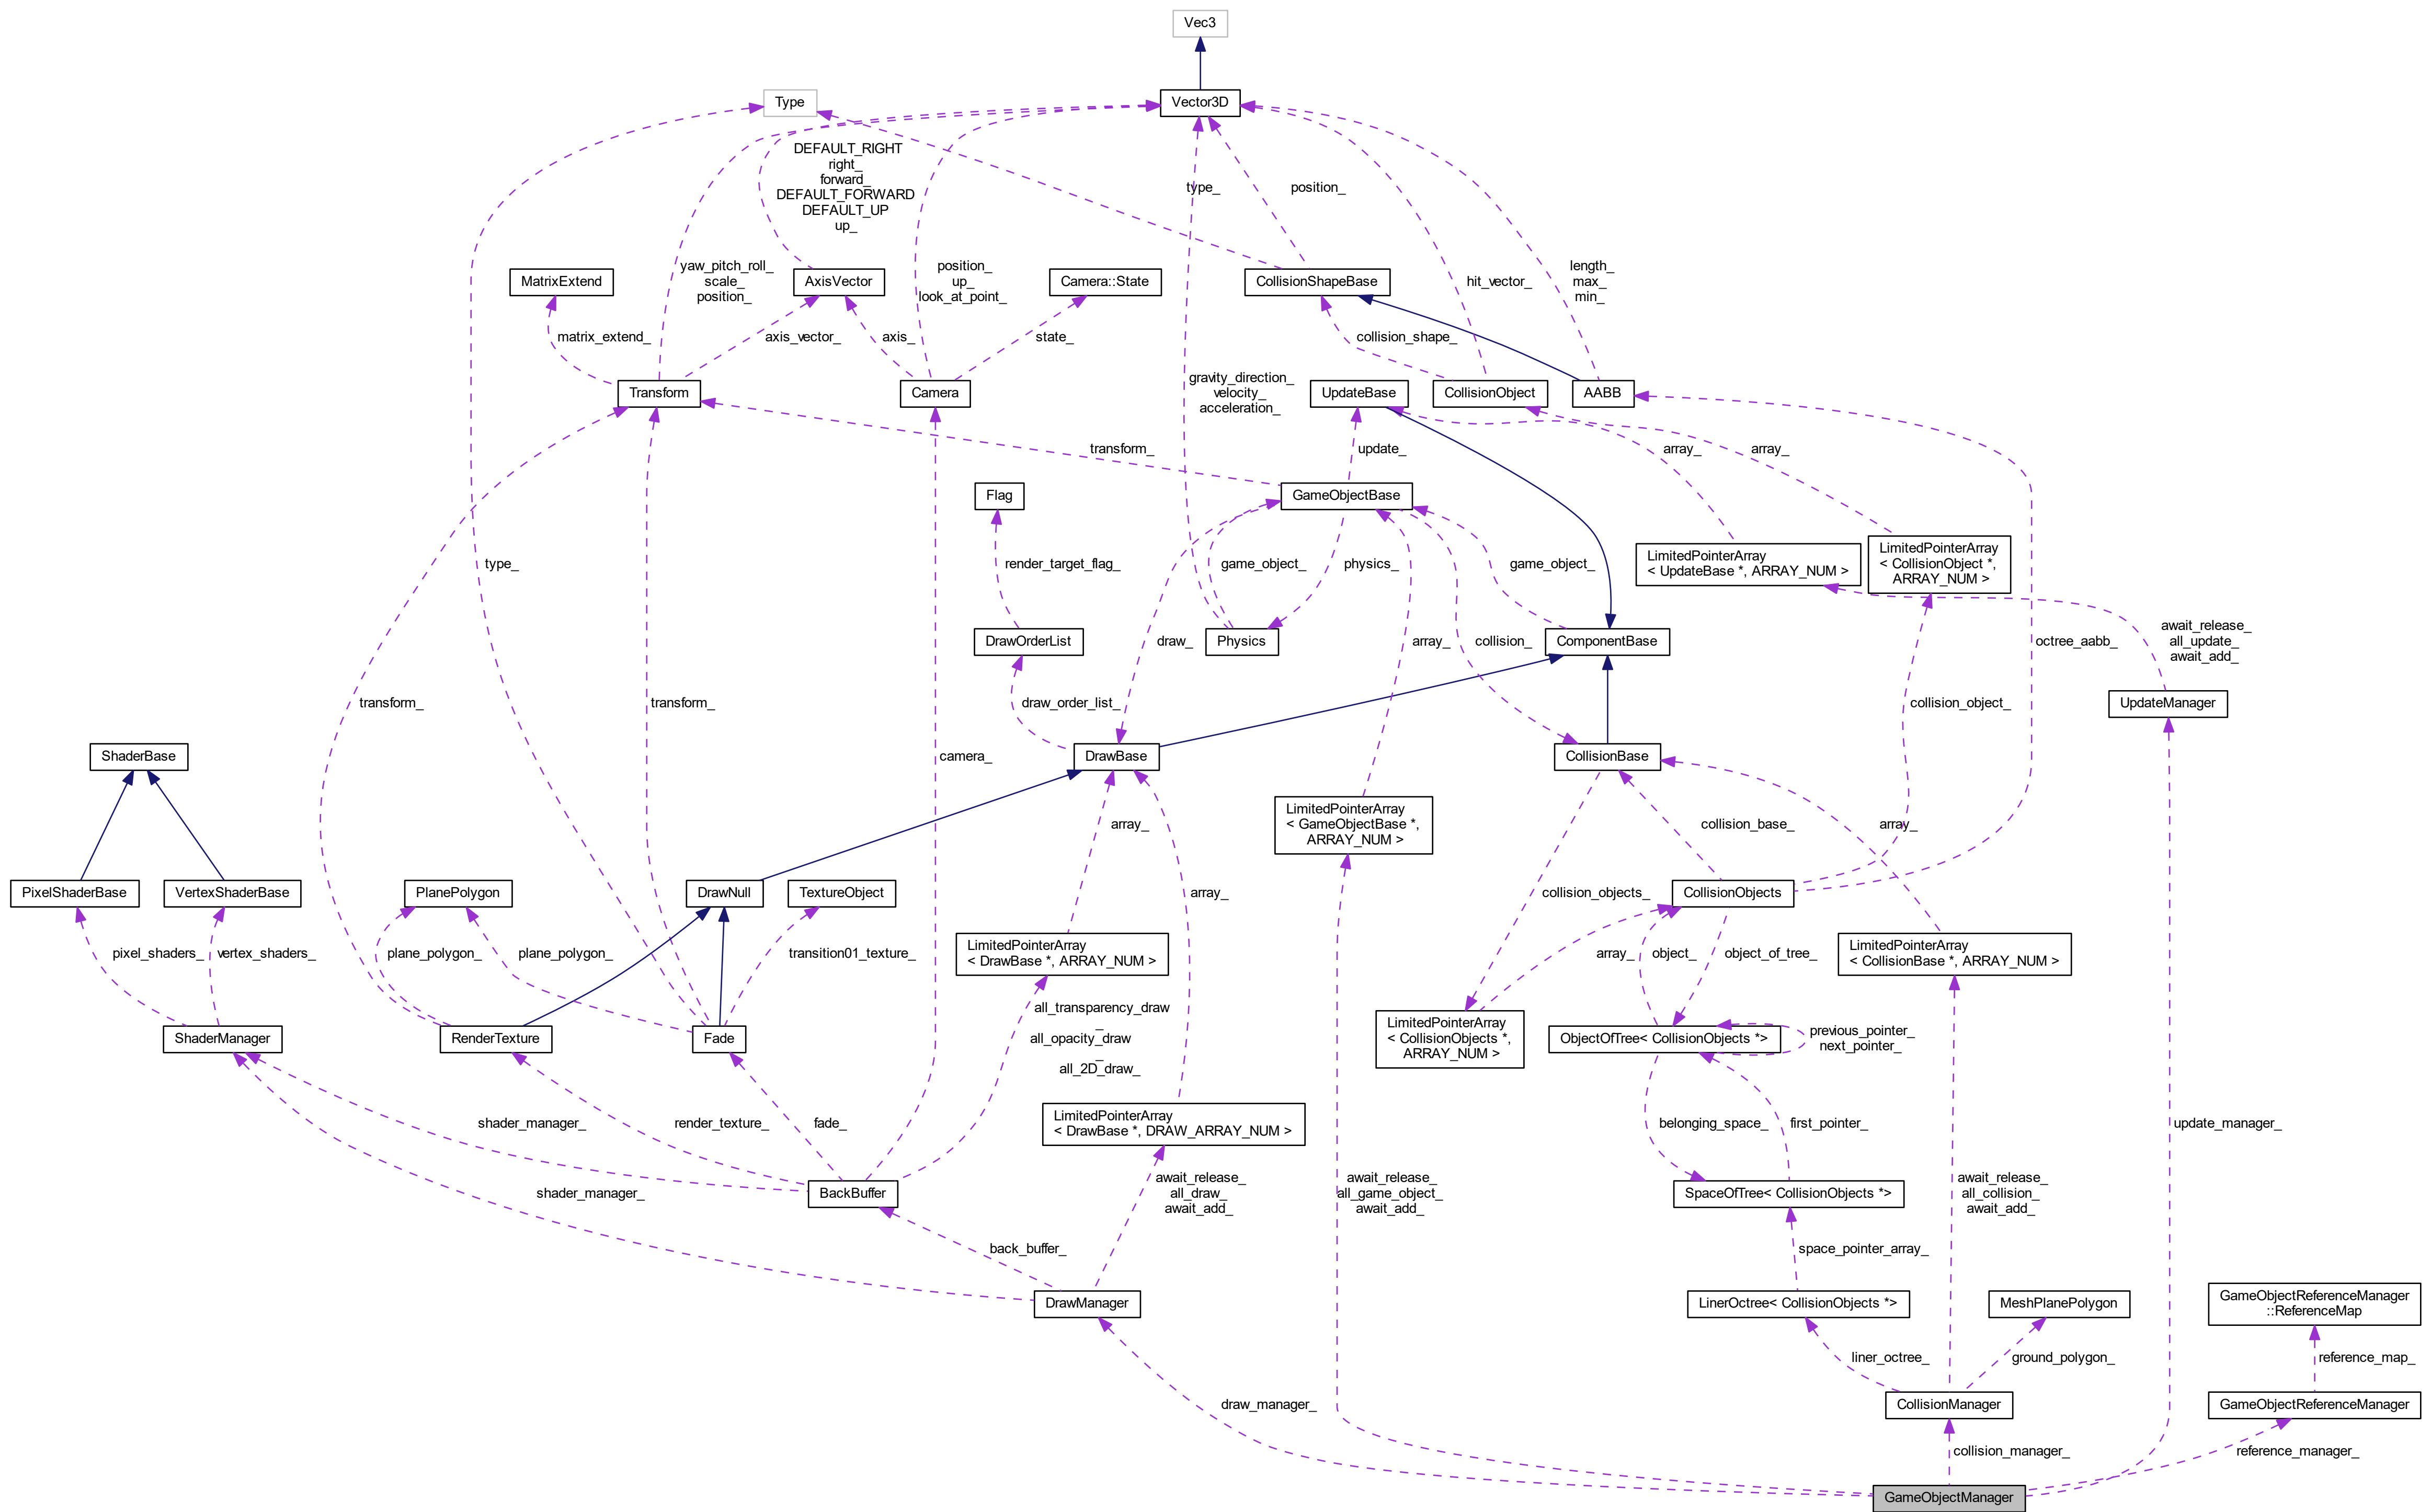 Vec3
Type
Vector3D
DEFAULT_RIGHT
right_
forward_
DEFAULT_FORWARD
DEFAULT_UP
up_
type_
position_
yaw_pitch_roll_
scale_
position_
position_
up_
look_at_point_
hit_vector_
length_
max_
min_
MatrixExtend
AxisVector
Camera::State
CollisionShapeBase
matrix_extend_
axis_vector_
axis_
state_
collision_shape_
gravity_direction_
velocity_
acceleration_
Transform
Camera
UpdateBase
CollisionObject
AABB
transform_
update_
array_
array_
Flag
GameObjectBase
type_
render_target_flag_
game_object_
physics_
game_object_
LimitedPointerArray
< UpdateBase *, ARRAY_NUM >
LimitedPointerArray
< CollisionObject *,
ARRAY_NUM >
DrawOrderList
draw_
Physics
array_
collision_
ComponentBase
octree_aabb_
await_release_
all_update_
await_add_
transform_
transform_
draw_order_list_
collision_object_
UpdateManager
ShaderBase
camera_
DrawBase
CollisionBase
array_
LimitedPointerArray
< GameObjectBase *,
ARRAY_NUM >
collision_base_
array_
PixelShaderBase
VertexShaderBase
PlanePolygon
DrawNull
TextureObject
array_
collision_objects_
CollisionObjects
pixel_shaders_
vertex_shaders_
plane_polygon_
plane_polygon_
transition01_texture_
LimitedPointerArray
< DrawBase *, ARRAY_NUM >
array_
object_
object_of_tree_
LimitedPointerArray
< CollisionBase *, ARRAY_NUM >
all_transparency_draw
_
all_opacity_draw
_
all_2D_draw_
ShaderManager
RenderTexture
Fade
LimitedPointerArray
< CollisionObjects *,
ARRAY_NUM >
ObjectOfTree< CollisionObjects *>
previous_pointer_
next_pointer_
shader_manager_
render_texture_
fade_
LimitedPointerArray
< DrawBase *, DRAW_ARRAY_NUM >
belonging_space_
first_pointer_
update_manager_
shader_manager_
BackBuffer
await_release_
all_draw_
await_add_
await_release_
all_game_object_
await_add_
SpaceOfTree< CollisionObjects *>
await_release_
all_collision_
await_add_
back_buffer_
space_pointer_array_
DrawManager
LinerOctree< CollisionObjects *>
MeshPlanePolygon
GameObjectReferenceManager
::ReferenceMap
liner_octree_
ground_polygon_
reference_map_
draw_manager_
CollisionManager
GameObjectReferenceManager
collision_manager_
reference_manager_
GameObjectManager